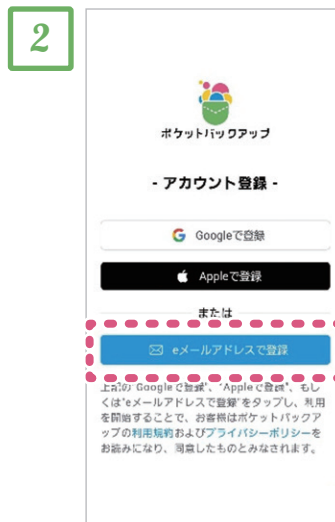 2
ポケットバックアップ
- アカウント登録 -
Googleで登録
Appleで登録
または
eメールアドレスで登録
上記の"Googleで登録"、"Appleで登録"、もし
くは"eメールアドレスで登録"をタップし、利用
を開始することで、お客様はポケットバックア
ップの利用規約およびプライバシーポリシーを
お読みになり、同意したものとみなされます。